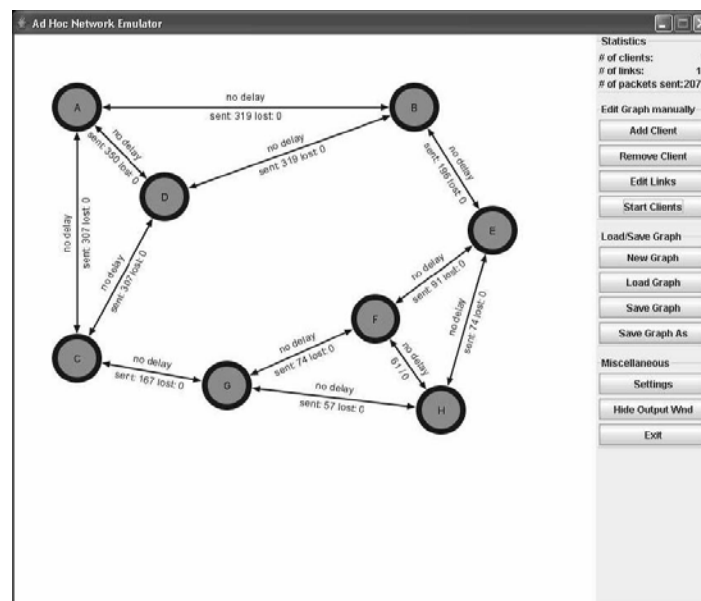 Ad Hoc Network Emulator
Statistics
# of clients:
# of links: 1
# of packets sent:207
Edit Graph manually
Add Client
Remove Client
Edit Links
Start Clients
Load/Save Graph
New Graph
Load Graph
Save Graph
Save Graph As
Miscellaneous
Settings
Hide Output Wnd
Exit
A
no delay
sent: 319 lost: 0
B
no delay
sent: 350 lost: 0
no delay
sent: 319 lost: 0
no delay
sent: 196 lost: 0
D
no delay
sent: 307 lost: 0
no delay
sent: 307 lost: 0
E
no delay
sent: 91 lost: 0
no delay
sent: 74 lost: 0
F
C
no delay
sent: 167 lost: 0
no delay
sent: 74 lost: 0
no delay
61 / 0
G
no delay
sent: 57 lost: 0
H